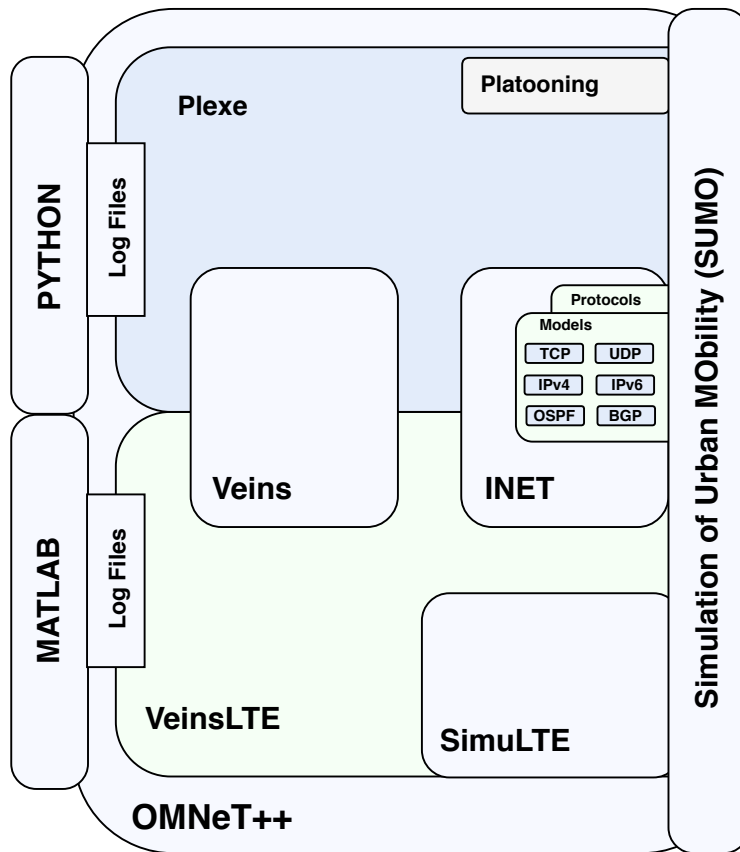 Plexe
Platooning
PYTHON
Log Files
Simulation of Urban MObility (SUMO)
Protocols
Models
TCP
UDP
IPv4
IPv6
OSPF
BGP
Veins
INET
MATLAB
Log Files
VeinsLTE
SimuLTE
OMNeT++